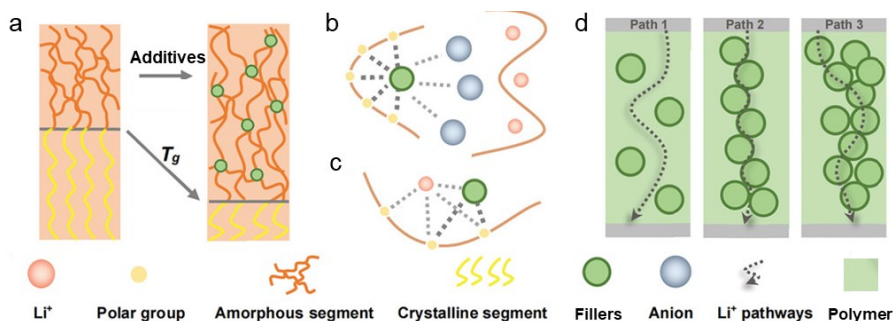 a
Additives
Tg
b
c
d
Path 1
Path 2
Path 3
Li⁺
Polar group
Amorphous segment
Crystalline segment
Fillers
Anion
Li⁺ pathways
Polymer